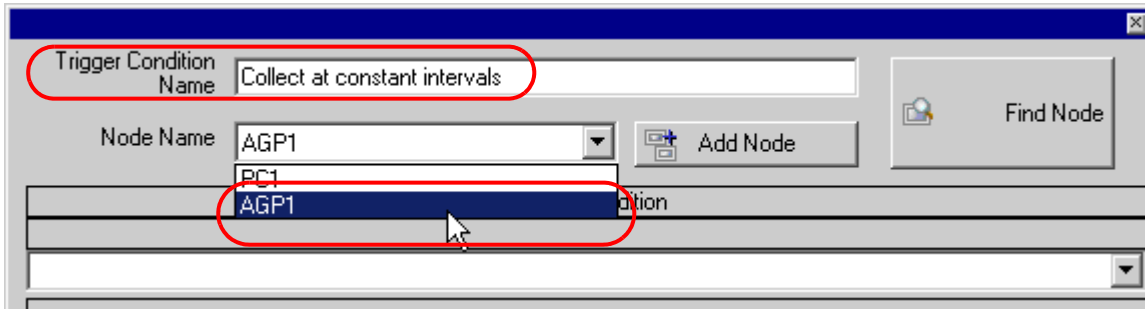 Trigger Condition
Name
Collect at constant intervals
Find Node
Node Name
AGP1
Add Node
PC1
AGP1
dition